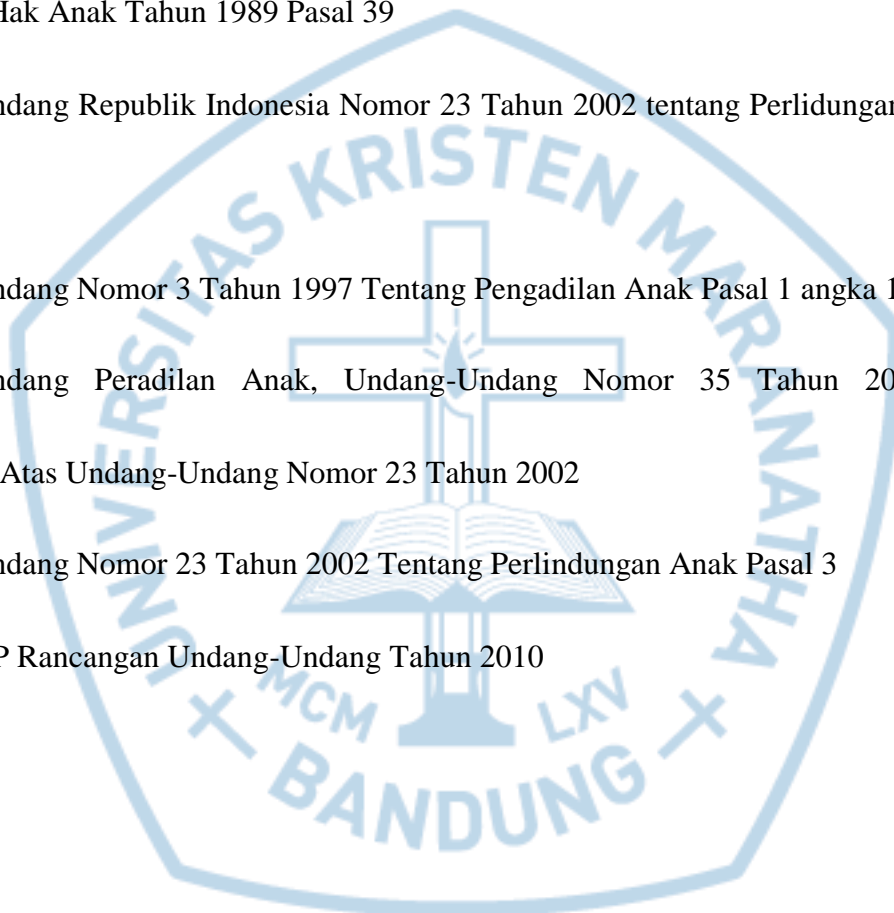 Hak Anak Tahun 1989 Pasal 39
ndang Republik Indonesia Nomor 23 Tahun 2002 tentang Perlidungan
ndang Nomor 3 Tahun 1997 Tentang Pengadilan Anak Pasal 1 angka 1
ndang Peradilan Anak, Undang-Undang Nomor 35 Tahun 20
Atas Undang-Undang Nomor 23 Tahun 2002
ndang Nomor 23 Tahun 2002 Tentang Perlindungan Anak Pasal 3
P Rancangan Undang-Undang Tahun 2010
UNIVERSITAS KRISTEN MARANATHA
MCM LXV
BANDUNG